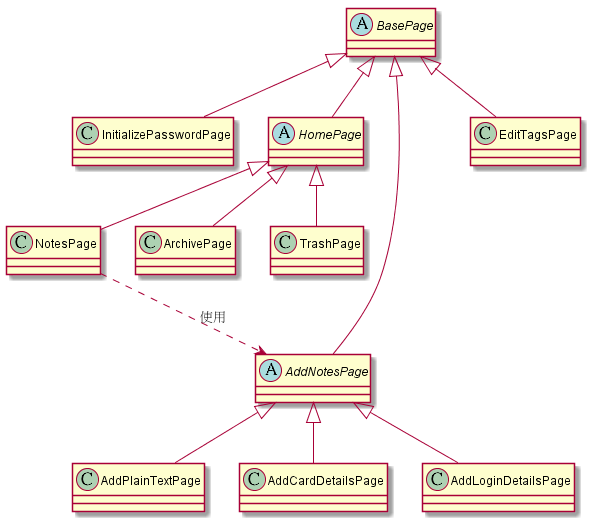 A BasePage
C InitializePasswordPage
A HomePage
C EditTagsPage
C NotesPage
C ArchivePage
C TrashPage
使用
A AddNotesPage
C AddPlainTextPage
C AddCardDetailsPage
C AddLoginDetailsPage